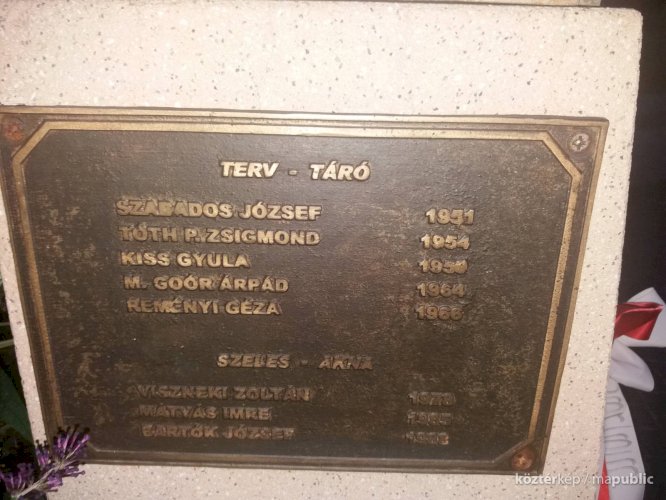 TERV - TÁRÓ
SZABADOS JÓZSEF 1951
TÓTH P. ZSIGMOND 1954
KISS GYULA
M. GOÓR ÁRPÁD 1964
REMÉNYI GÉZA 1966
SZELES - AKNA
VISZNEKI ZOLTÁN
MÁTYÁS IMRE
BARTÓK JÓZSEF
köztérkép / mapublic